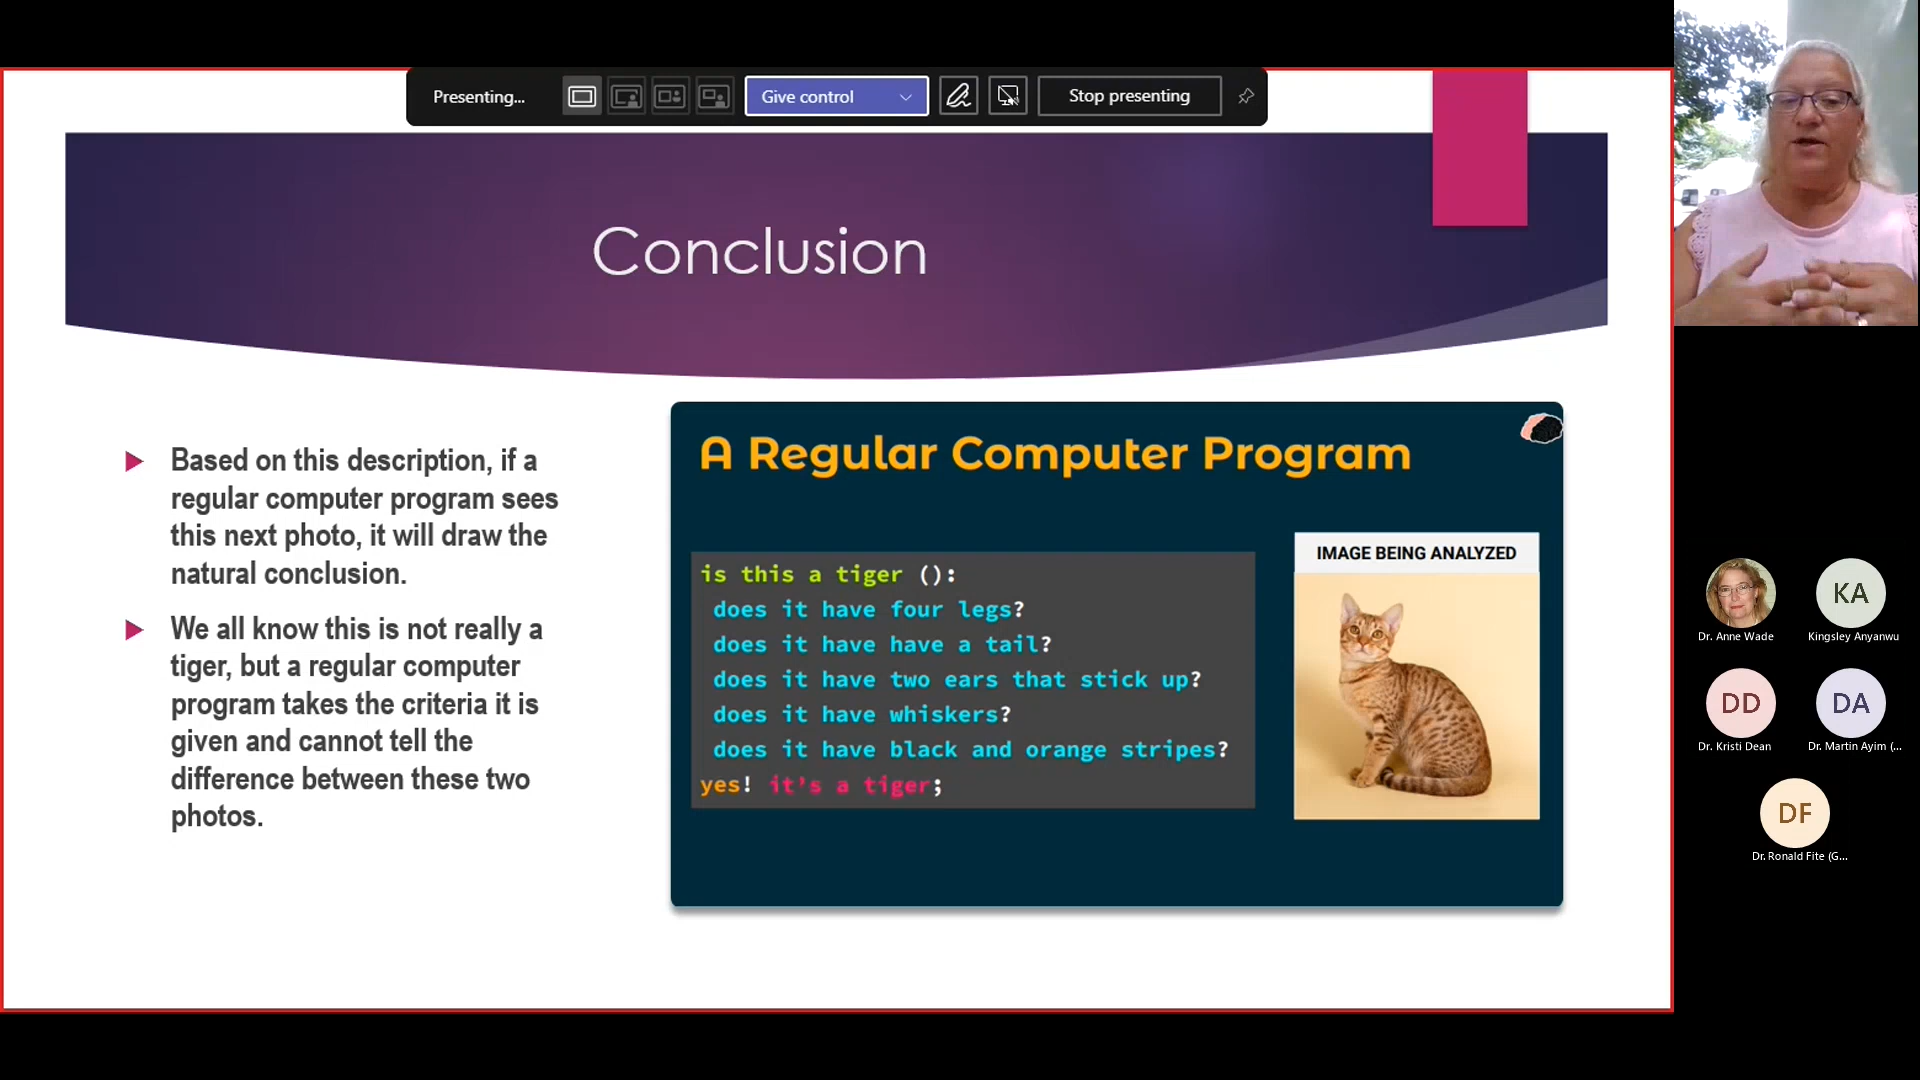 Presenting...
Give control
Stop presenting
Conclusion
Based on this description, if a
regular computer program sees
this next photo, it will draw the
natural conclusion.
We all know this is not really a
tiger, but a regular computer
program takes the criteria it is
given and cannot tell the
difference between these two
photos.
A Regular Computer Program
is this a tiger ():
does it have four legs?
does it have have a tail?
does it have two ears that stick up?
does it have whiskers?
does it have black and orange stripes?
yes! it's a tiger;
IMAGE BEING ANALYZED
Dr. Anne Wade
KA
Kingsley Anyanwu
DD
Dr. Kristi Dean
DA
Dr. Martin Ayim (...
DF
Dr. Ronald Fite (G...